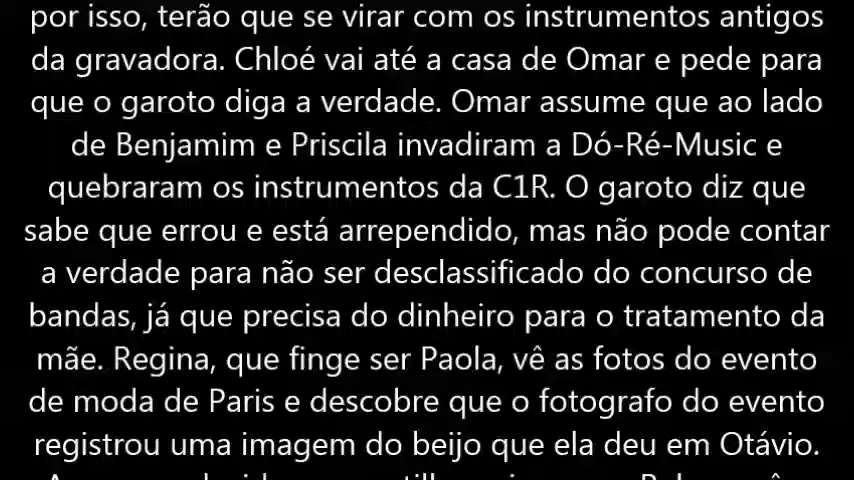 por isso, terão que se virar com os instrumentos antigos
da gravadora. Chloé vai até a casa de Omar e pede para
que o garoto diga a verdade. Omar assume que ao lado
de Benjamim e Priscila invadiram a Dó-Ré-Music e
quebraram os instrumentos da C1R. O garoto diz que
sabe que errou e está arrependido, mas não pode contar
a verdade para não ser desclassificado do concurso de
bandas, já que precisa do dinheiro para o tratamento da
mãe. Regina, que finge ser Paola, vê as fotos do evento
de moda de Paris e descobre que o fotografo do evento
registrou uma imagem do beijo que ela deu em Otávio.